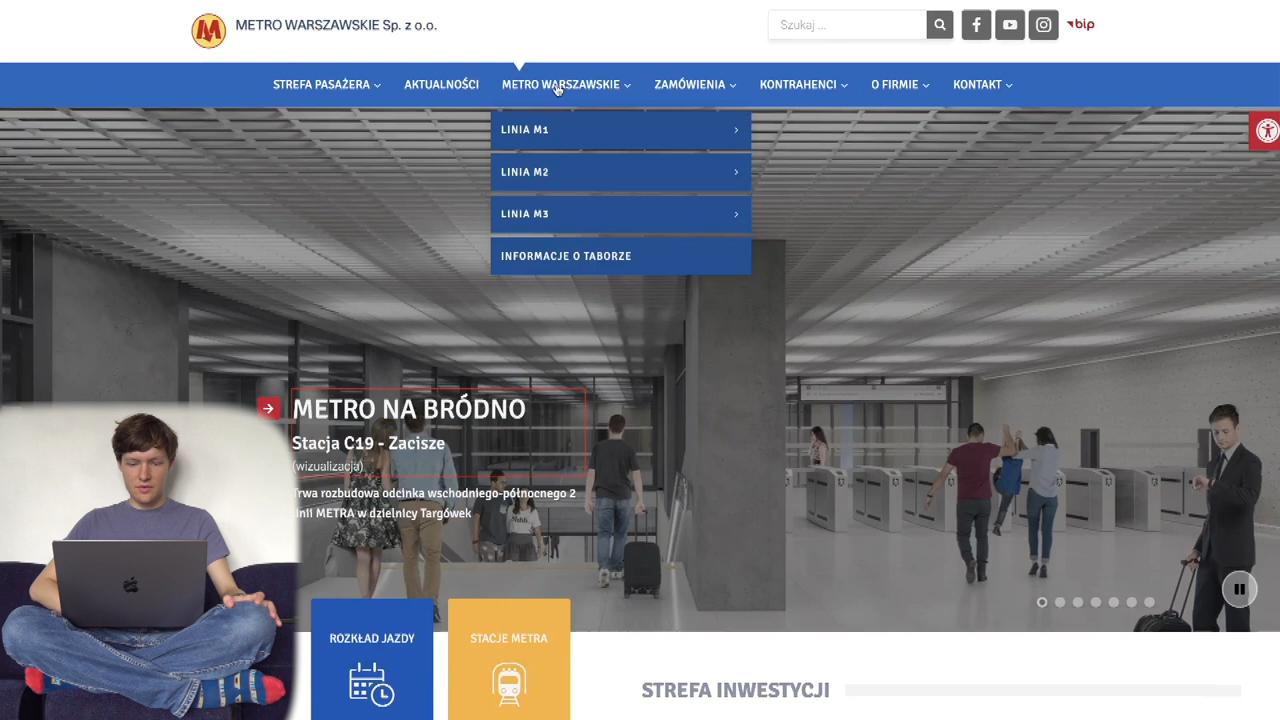 METRO WARSZAWSKIE Sp. z o.o.
Szukaj ...
bip
STREFA PASAŻERA
AKTUALNOŚCI
METRO WARSZAWSKIE
ZAMÓWIENIA
KONTRAHENCI
O FIRMIE
KONTAKT
LINIA M1
LINIA M2
LINIA M3
INFORMACJE O TABORZE
METRO NA BRÓDNO
Stacja C19 - Zacisze
(wizualizacja)
Trwa rozbudowa odcinka wschodniego-północnego 2
linii METRA w dzielnicy Targówek
ROZKŁAD JAZDY
STACJE METRA
STREFA INWESTYCJI